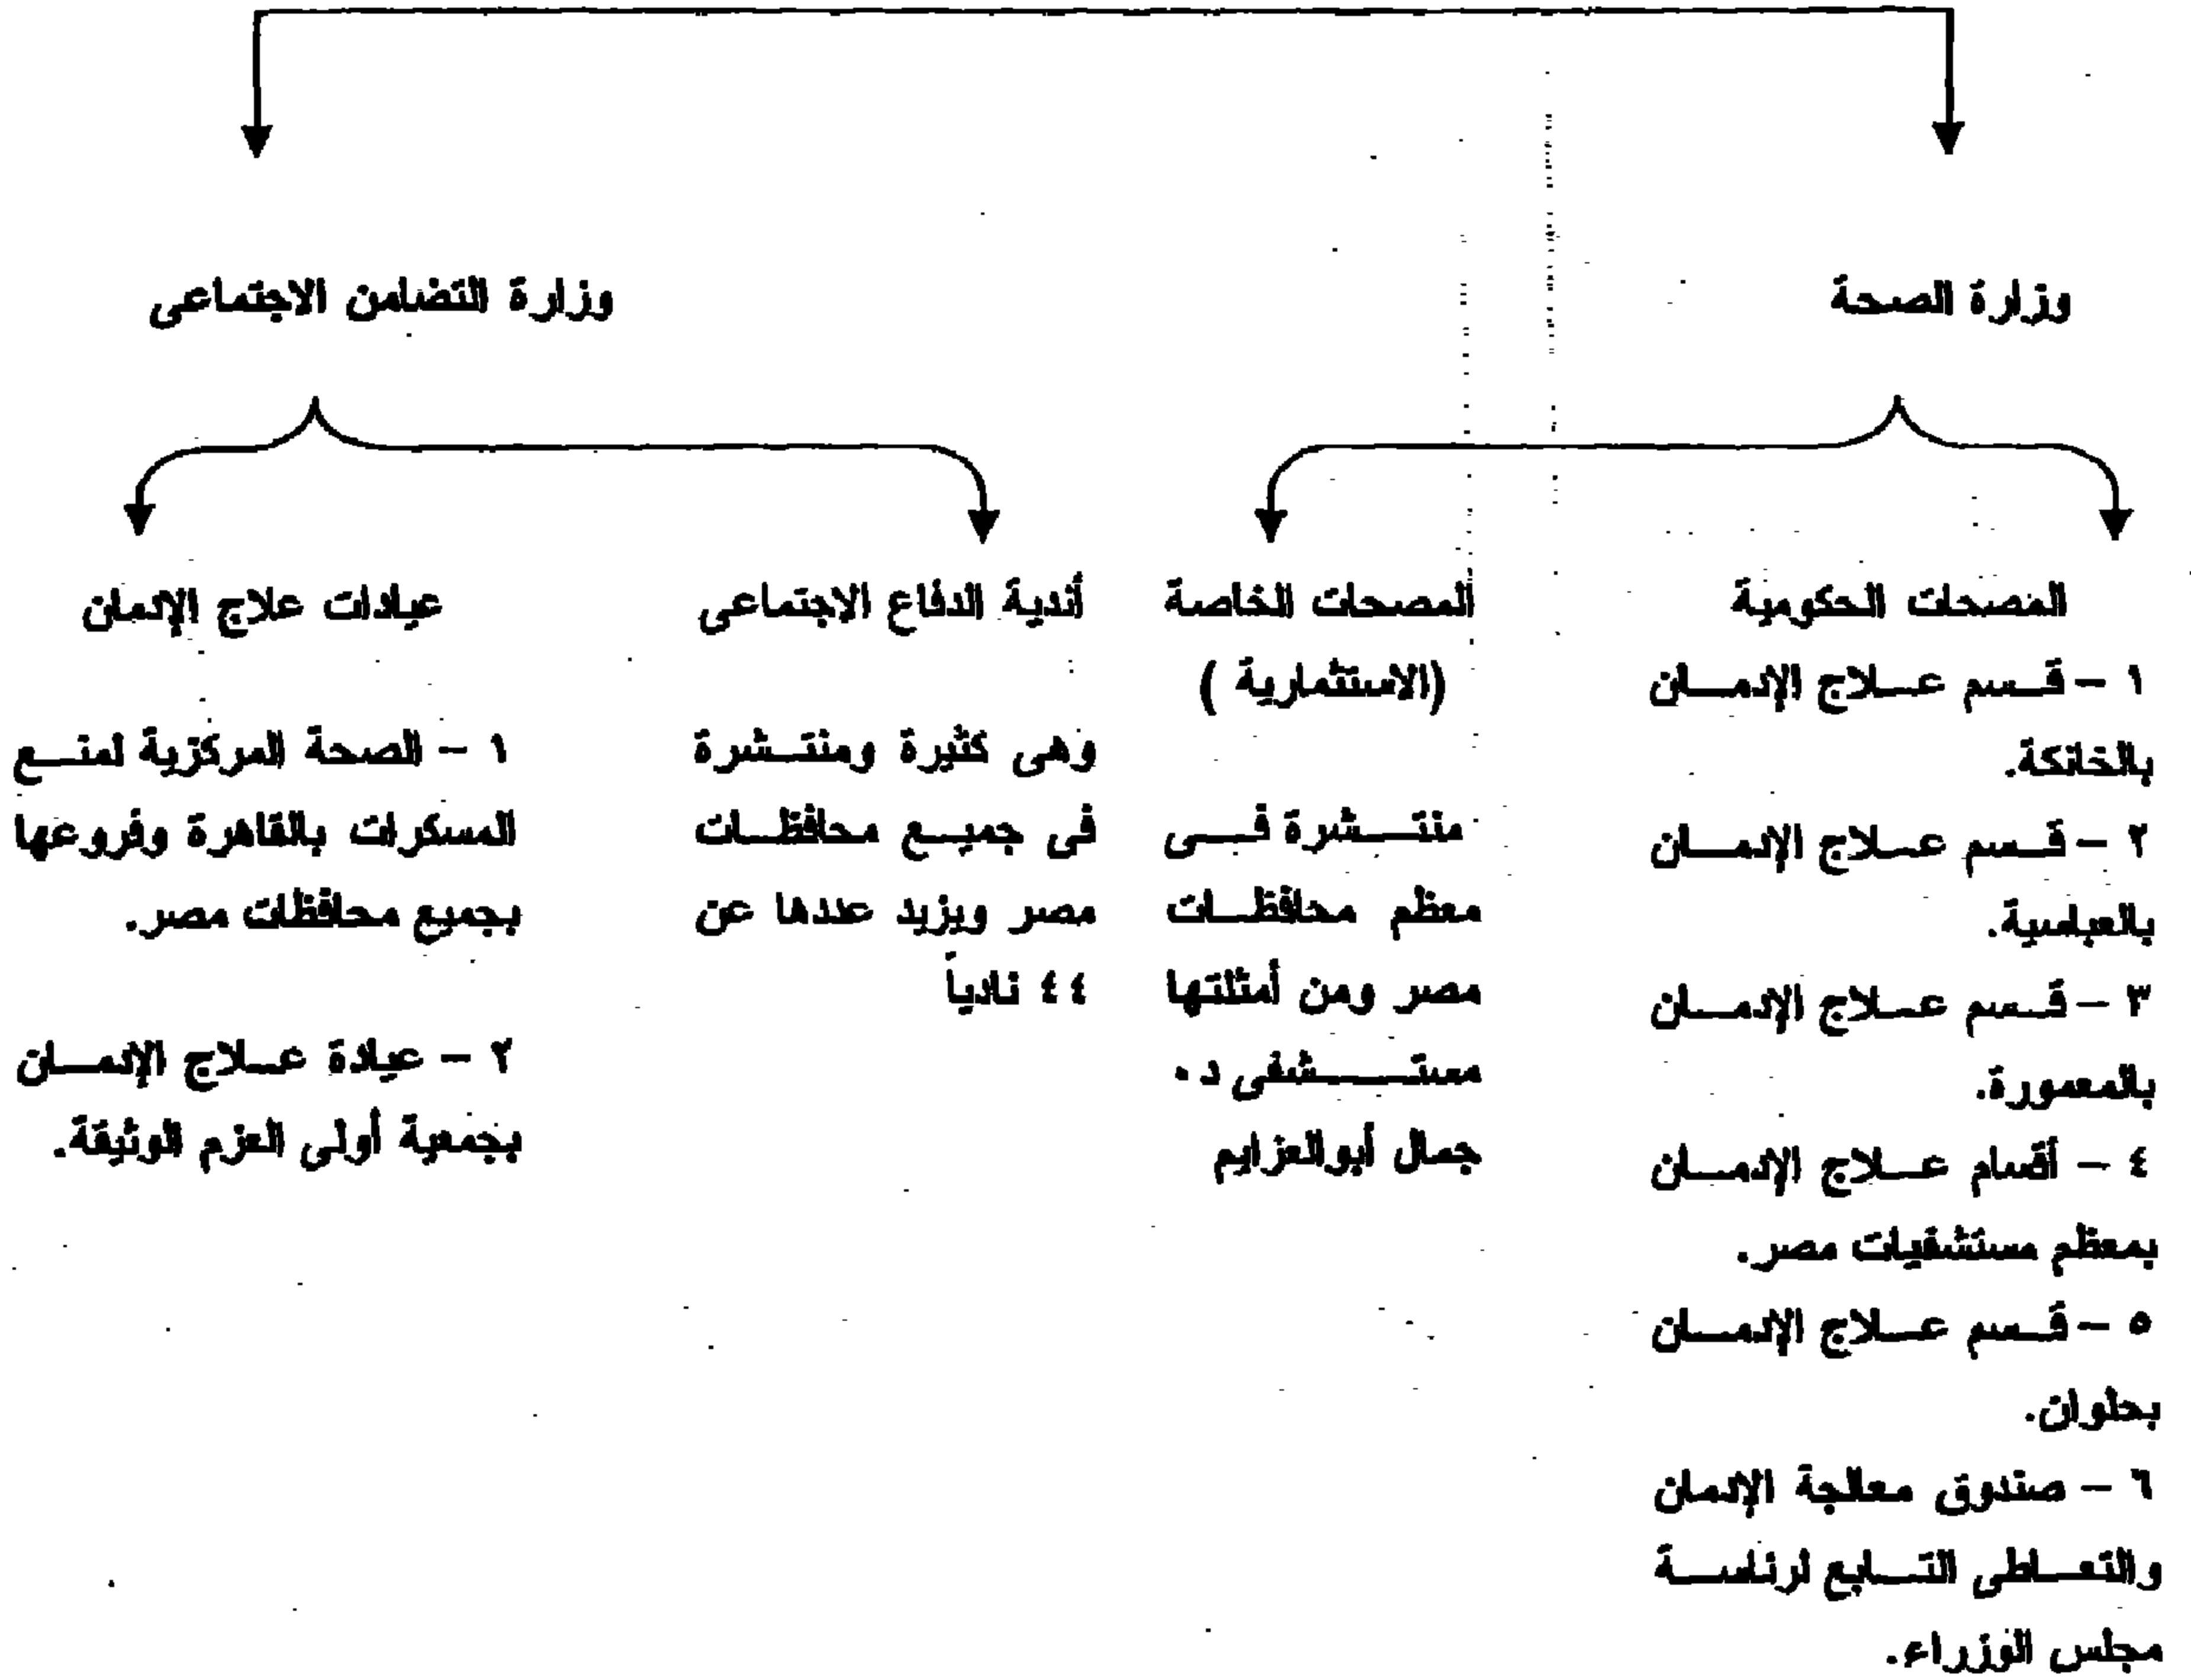 وزارة الصحة
وزارة التضامن الاجتماعى
المصحات الحكومية
١ – قسم علاج الإدمان
بالخانكة.
٢ – قسم علاج الإدمان
بالعباسية.
٣ – قسم علاج الإدمان
بالمعمورة.
٤ – أقسام علاج الإدمان
بمعظم مستشفيات مصر.
٥ – قسم علاج الإدمان
بحلوان.
٦ – صندوق معالجة الإدمان
والتعاطى التابع لرئاسة
مجلس الوزراء.
المصحات الخاصة
(الاستثمارية )
منتشرة فى
معظم محافظات
مصر ومن أمثلتها
مستشفى د.
جمال أبوالعزايم
أندية الدفاع الاجتماعى
وهى كثيرة ومنتشرة
فى جميع محافظات
مصر ويزيد عددها عن
٤٤ نادياً
عيادات علاج الإدمان
١ – الصحة المركزية لمنع
المسكرات بالقاهرة وفروعها
بجميع محافظات مصر.
٢ – عيادة علاج الإدمان
بجمعية أولى العزم الوثيقة.